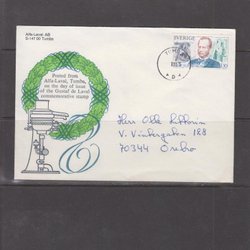 Alfa-Laval AB
S-147 00 Tumba
SVERIGE
Posted from
Alfa-Laval, Tumba,
on the day of issue
of the Gustaf de Laval
commemorative stamp
Herr Olle
V. Vintergatan 188
70344 Örebro